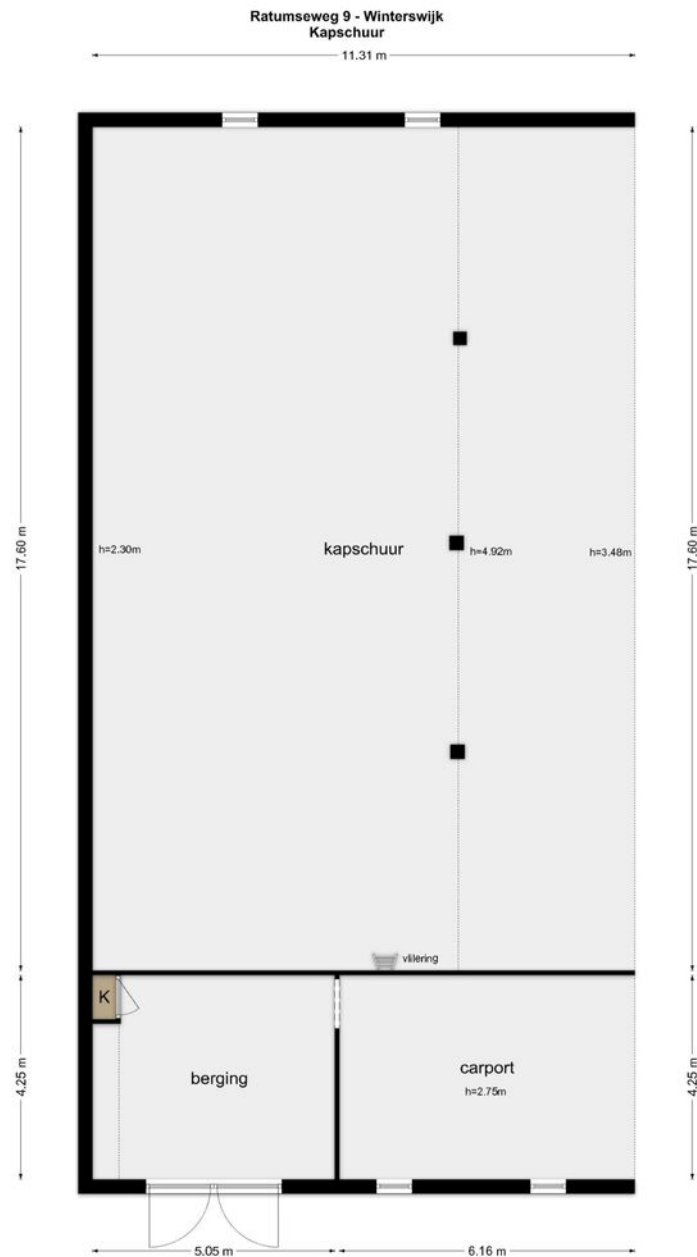 Ratumseweg 9 - Winterswijk
Kapschuur
11.31 m
17.60 m
17.60 m
h=2.30m
kapschuur
h=4.92m
h=3.48m
vlilering
K
4.25 m
4.25 m
berging
carport
h=2.75m
5.05 m
6.16 m